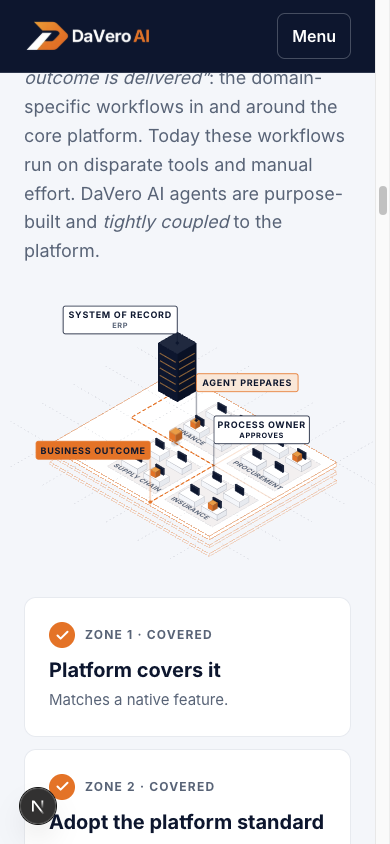 DaVero AI
Menu
outcome is delivered”: the domain-
specific workflows in and around the
core platform. Today these workflows
run on disparate tools and manual
effort. DaVero AI agents are purpose-
built and tightly coupled to the
platform.
SYSTEM OF RECORD
ERP
AGENT PREPARES
PROCESS OWNER
APPROVES
FINANCE
BUSINESS OUTCOME
SUPPLY CHAIN
PROCUREMENT
INSURANCE
ZONE 1 · COVERED
Platform covers it
Matches a native feature.
ZONE 2 · COVERED
N
Adopt the platform standard